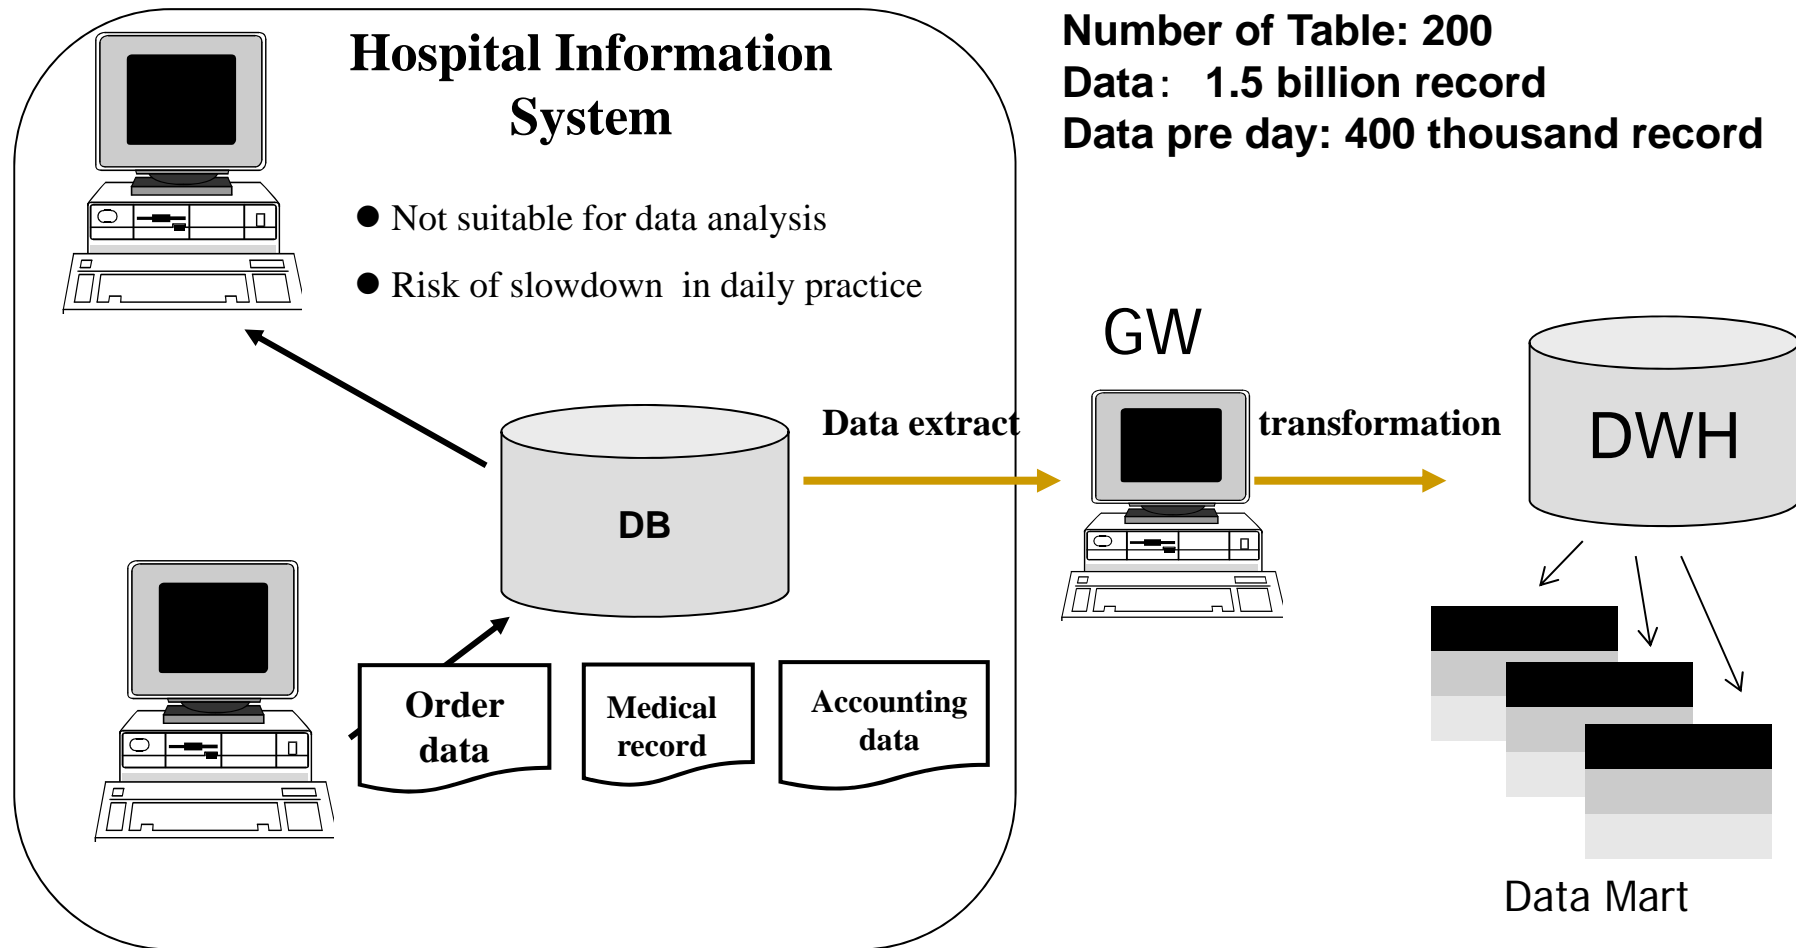 Hospital Information
System
● Not suitable for data analysis
● Risk of slowdown in daily practice
Number of Table: 200
Data： 1.5 billion record
Data pre day: 400 thousand record
GW
Data extract
transformation
DWH
DB
Order
data
Medical
record
Accounting
data
Data Mart